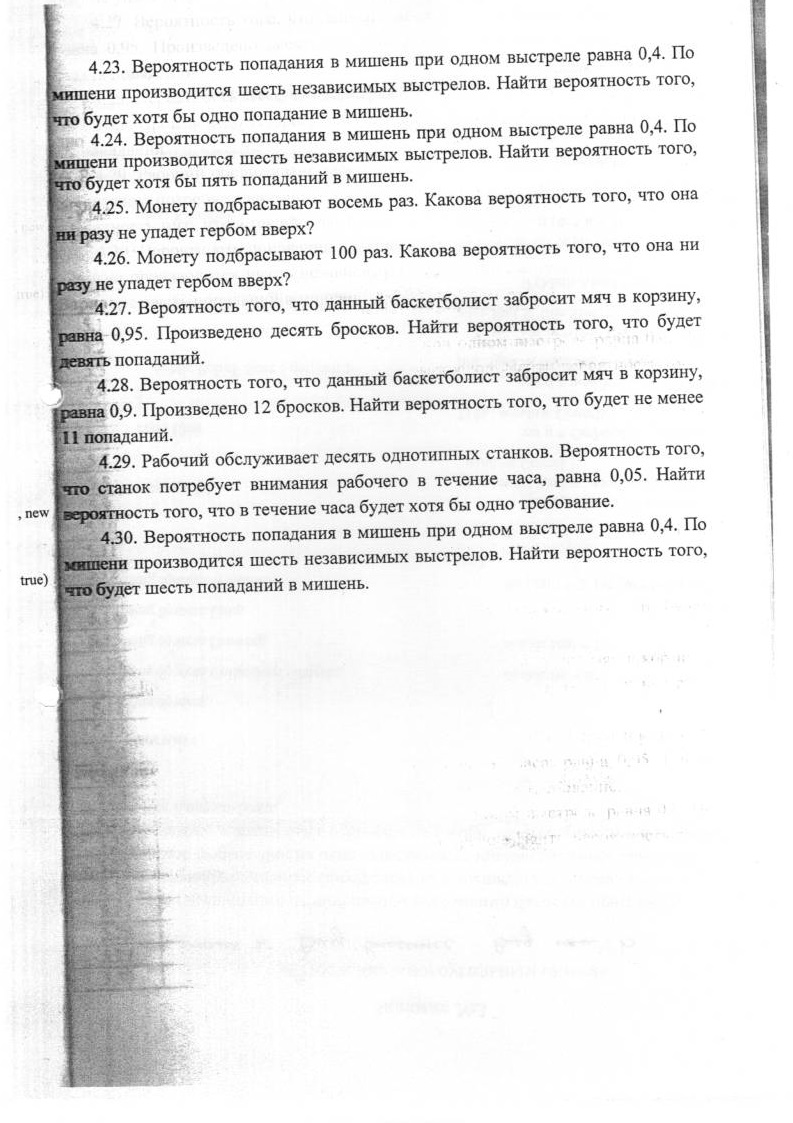 4.23. Вероятность попадания в мишень при одном выстреле равна 0,4. По
мишени производится шесть независимых выстрелов. Найти вероятность того,
что будет хотя бы одно попадание в мишень.
4.24. Вероятность попадания в мишень при одном выстреле равна 0,4. По
мишени производится шесть независимых выстрелов. Найти вероятность того,
что будет хотя бы пять попаданий в мишень.
4.25. Монету подбрасывают восемь раз. Какова вероятность того, что она
ни разу не упадет гербом вверх?
4.26. Монету подбрасывают 100 раз. Какова вероятность того, что она ни
разу не упадет гербом вверх?
4.27. Вероятность того, что данный баскетболист забросит мяч в корзину,
равна 0,95. Произведено десять бросков. Найти вероятность того, что будет
девять попаданий.
4.28. Вероятность того, что данный баскетболист забросит мяч в корзину,
равна 0,9. Произведено 12 бросков. Найти вероятность того, что будет не менее
11 попаданий.
4.29. Рабочий обслуживает десять однотипных станков. Вероятность того,
что станок потребует внимания рабочего в течение часа, равна 0,05. Найти
, new вероятность того, что в течение часа будет хотя бы одно требование.
4.30. Вероятность попадания в мишень при одном выстреле равна 0,4. По
мишени производится шесть независимых выстрелов. Найти вероятность того,
true) что будет шесть попаданий в мишень.